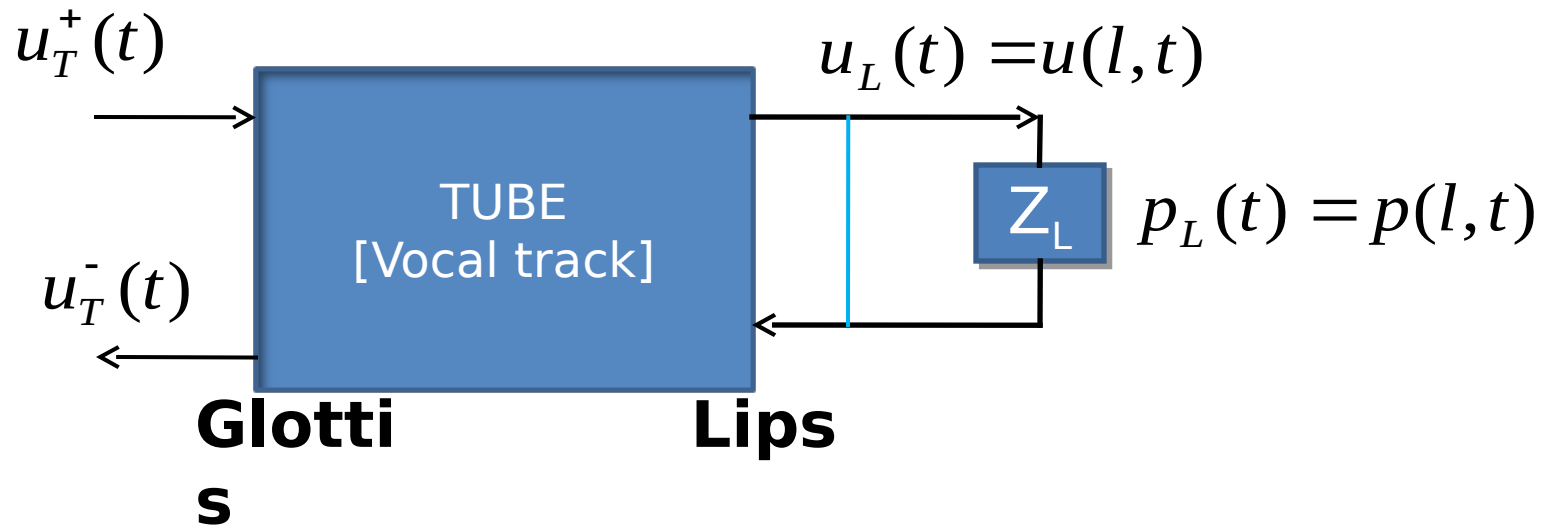 u_T^+(t)
u_L(t) = u(l,t)
TUBE
[Vocal track]
Z_L
p_L(t) = p(l,t)
u_T^-(t)
Glotti
s
Lips